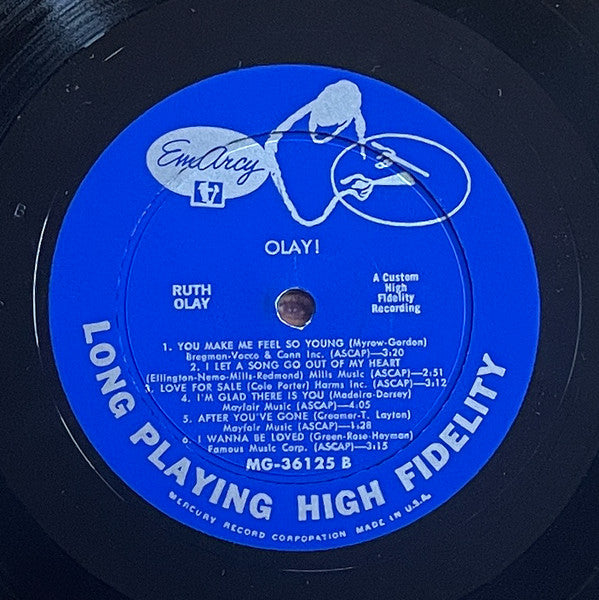 EmArcy
OLAY!
RUTH
OLAY
A Custom
High
Fidelity
Recording
1. YOU MAKE ME FEEL SO YOUNG (Myrow-Gordon)
Bregman-Vocco & Conn Inc. (ASCAP)—3:20
2. I LET A SONG GO OUT OF MY HEART
(Ellington-Nemo-Mills-Redmond) Mills Music (ASCAP)—2:51
3. LOVE FOR SALE (Cole Porter) Harms Inc. (ASCAP)—3:12
4. I'M GLAD THERE IS YOU (Madeira-Dorsey)
Mayfair Music (ASCAP)—4:05
5. AFTER YOU'VE GONE (Creamer-T. Layton)
Mayfair Music (ASCAP)—1:28
6. I WANNA BE LOVED (Green-Rose-Heyman)
Famous Music Corp. (ASCAP)—3:15
MG-36125 B
LONG PLAYING HIGH FIDELITY
MERCURY RECORD CORPORATION MADE IN U.S.A.
B